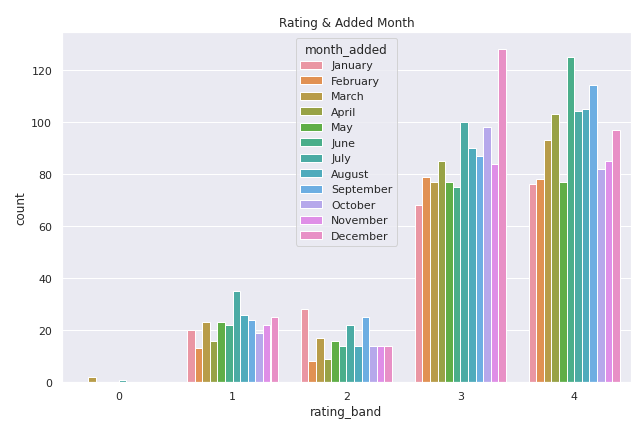 Rating & Added Month
month_added
January
February
March
April
May
June
July
August
September
October
November
December
count
120
100
80
60
40
20
0
0 1 2 3 4
rating_band